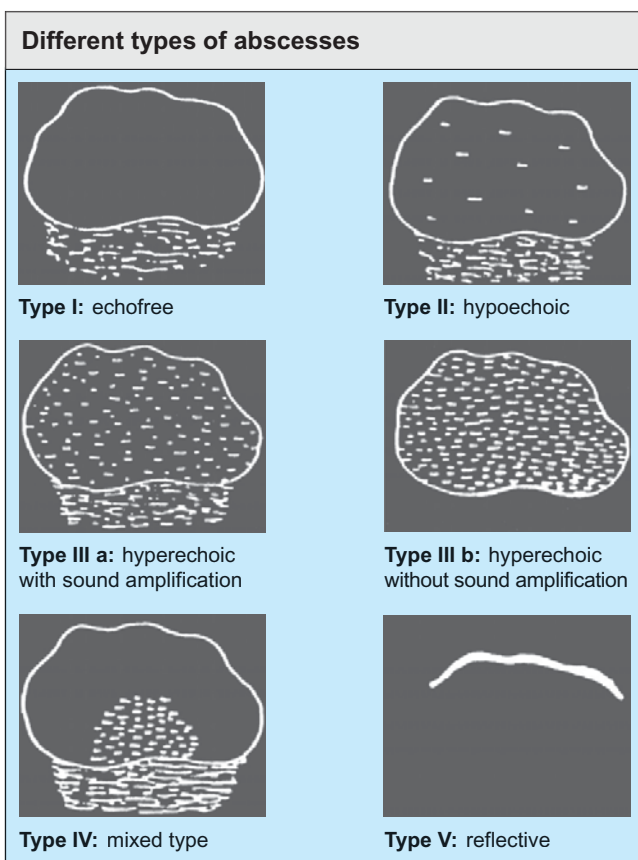 Different types of abscesses
Type I: echofree
Type II: hypoechoic
Type III a: hyperechoic
with sound amplification
Type III b: hyperechoic
without sound amplification
Type IV: mixed type
Type V: reflective